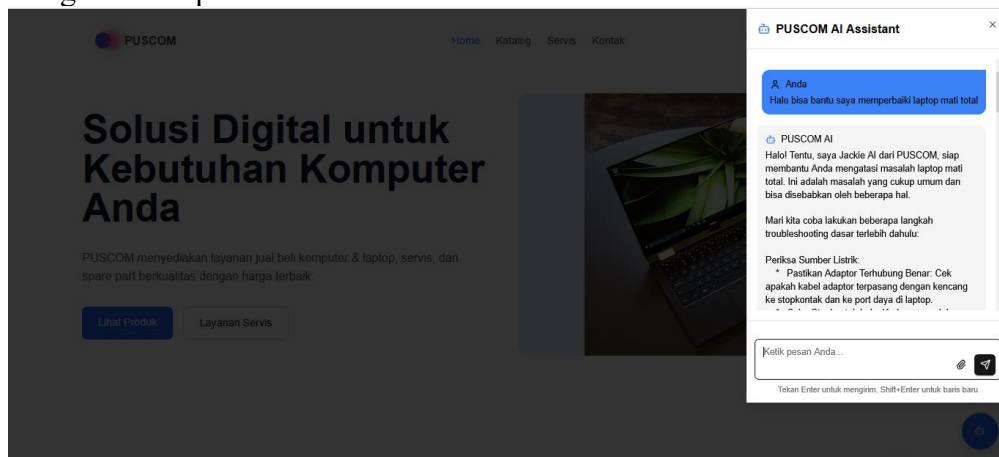 PUSCOM
Home Katalog Servis Kontak
Solusi Digital untuk
Kebutuhan Komputer
Anda
PUSCOM menyediakan layanan jual beli komputer & laptop, servis, dan
spare part berkualitas dengan harga terbaik.
Lihat Produk Layanan Servis
PUSCOM AI Assistant
Anda
Halo bisa bantu saya memperbaiki laptop mati total
PUSCOM AI
Halo! Tentu, saya Jackie AI dari PUSCOM, siap
membantu Anda mengatasi masalah laptop mati
total. Ini adalah masalah yang cukup umum dan
bisa disebabkan oleh beberapa hal.
Mari kita coba lakukan beberapa langkah
troubleshooting dasar terlebih dahulu:
Periksa Sumber Listrik:
* Pastikan Adaptor Terhubung Benar: Cek
apakah kabel adaptor terpasang dengan kencang
ke stopkontak dan ke port daya di laptop.
Ketik pesan Anda...
Tekan Enter untuk mengirim, Shift+Enter untuk baris baru